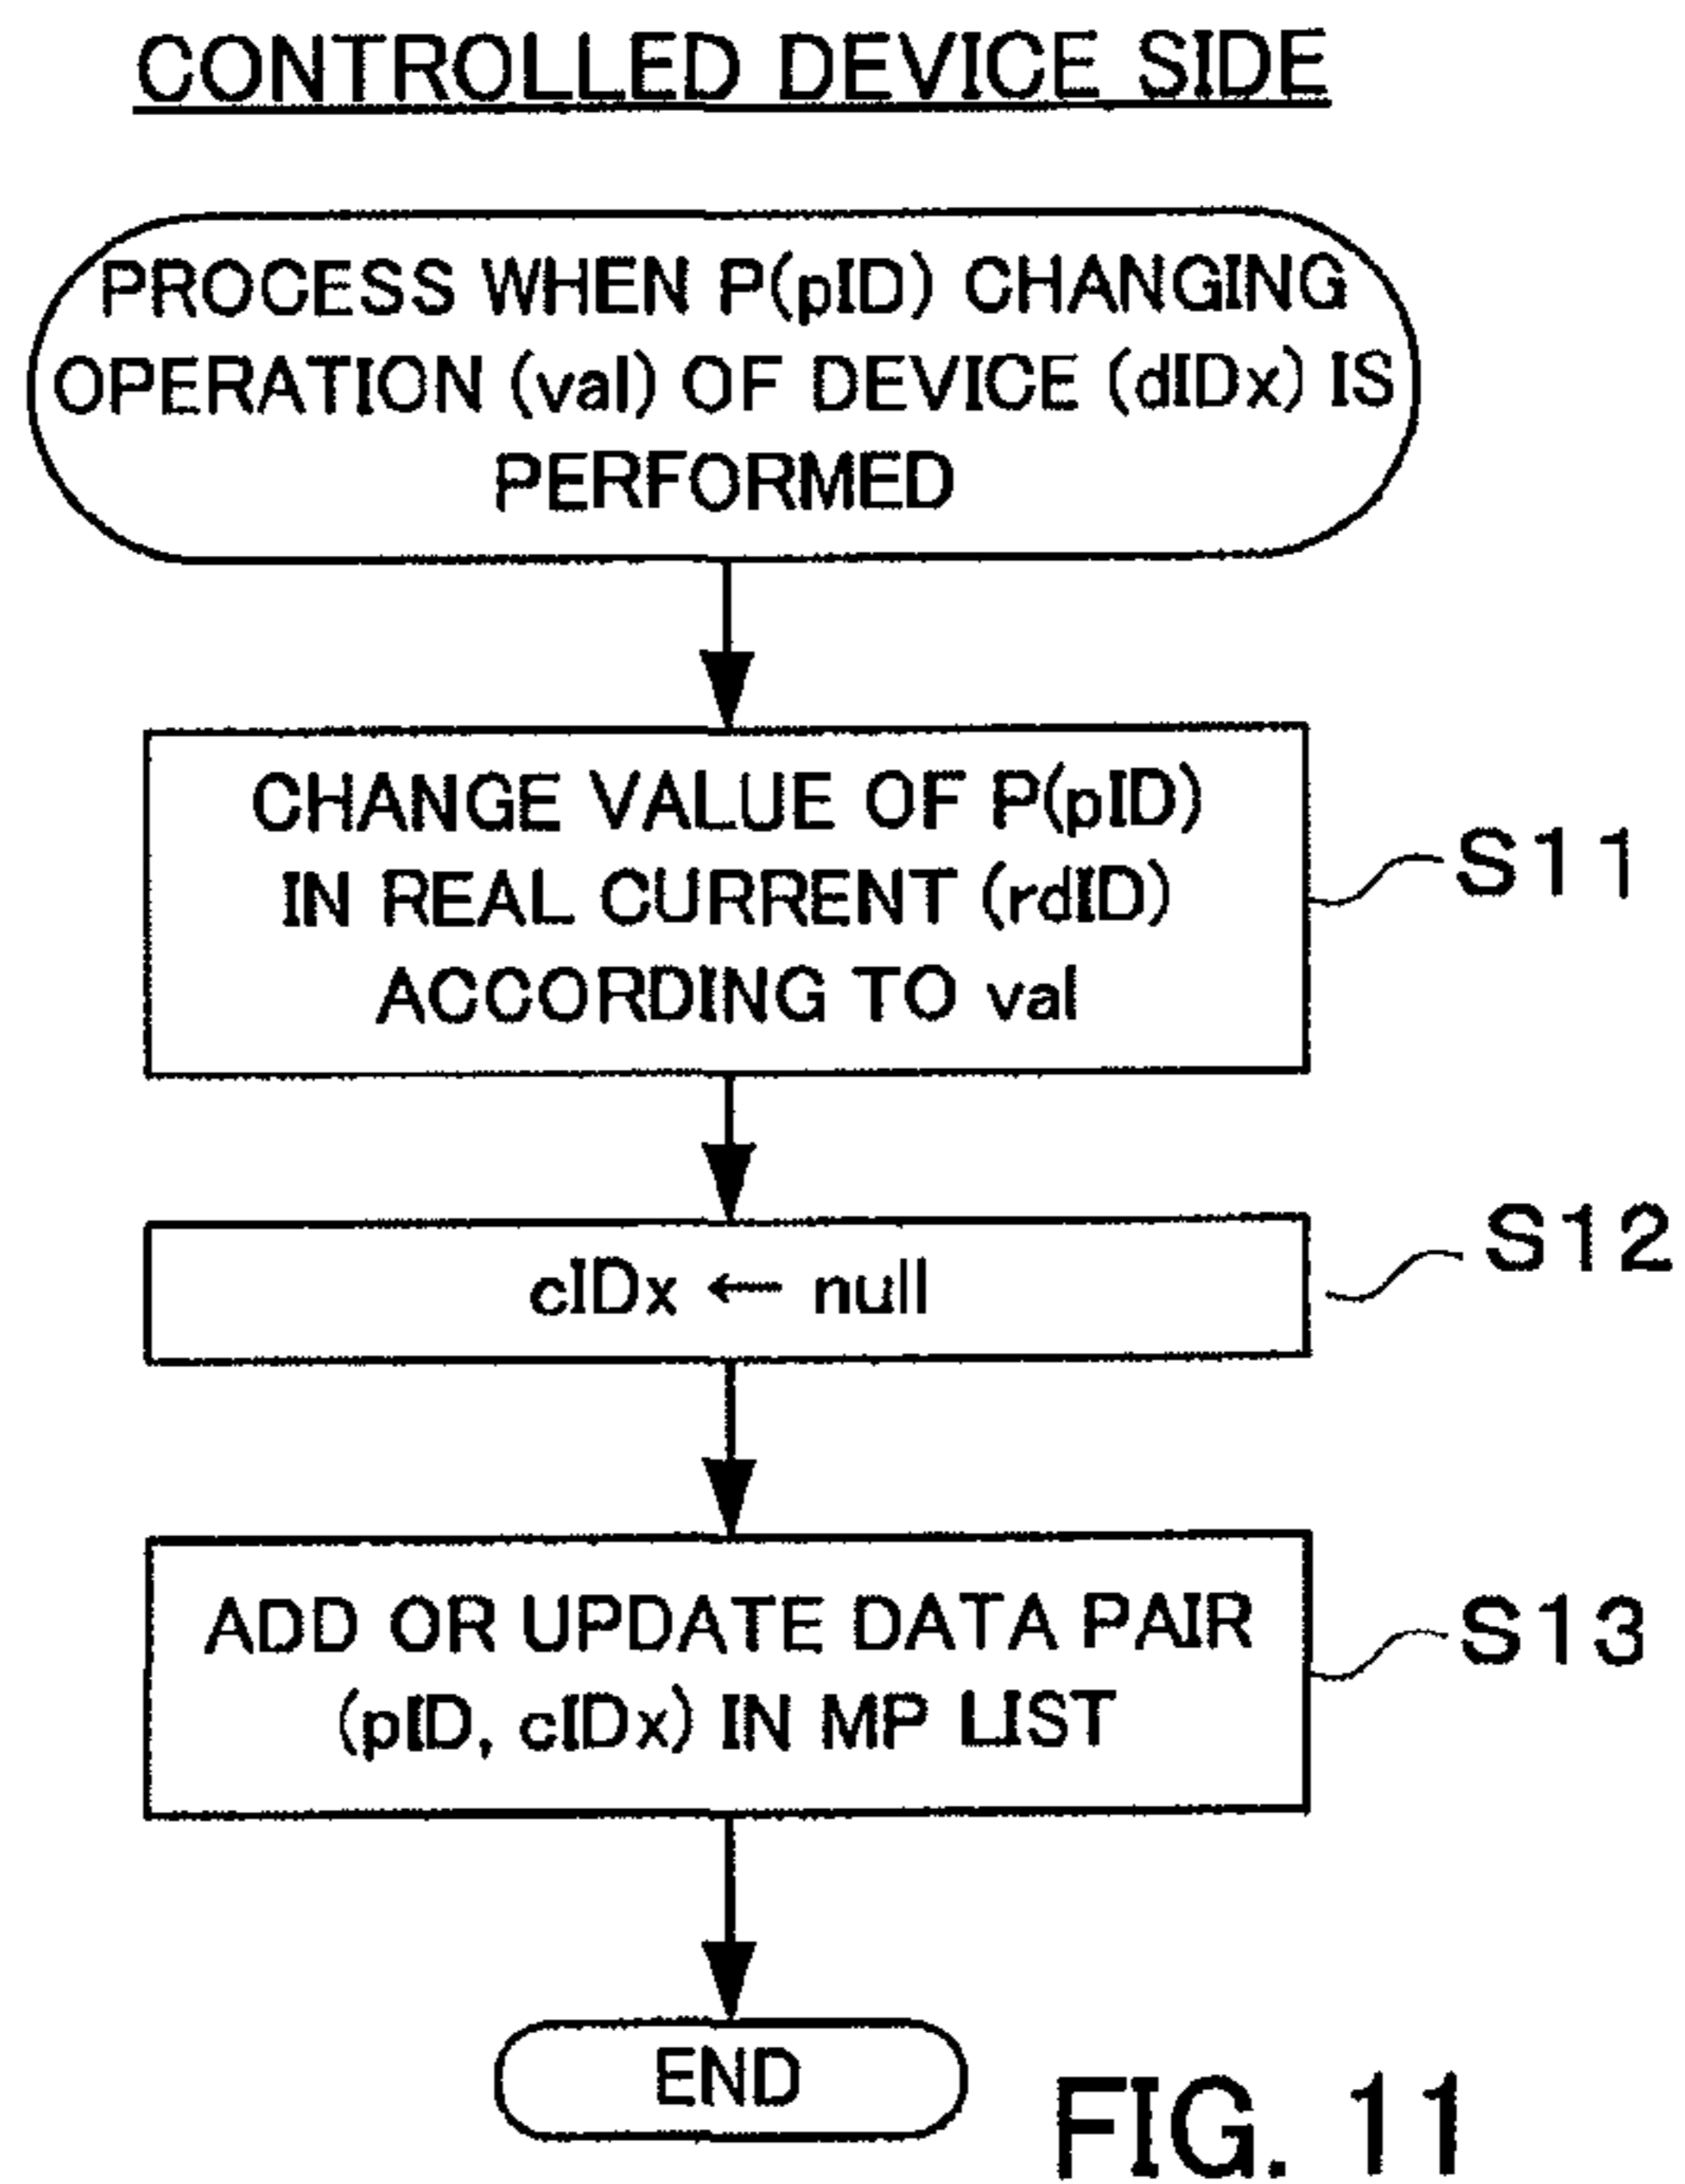 CONTROLLED DEVICE SIDE
PROCESS WHEN P(pID) CHANGING
OPERATION (val) OF DEVICE (dIDx) IS
PERFORMED
CHANGE VALUE OF P(pID)
IN REAL CURRENT (rdID)
ACCORDING TO val
S11
cIDx ← null
S12
ADD OR UPDATE DATA PAIR
(pID, cIDx) IN MP LIST
S13
END
FIG. 11